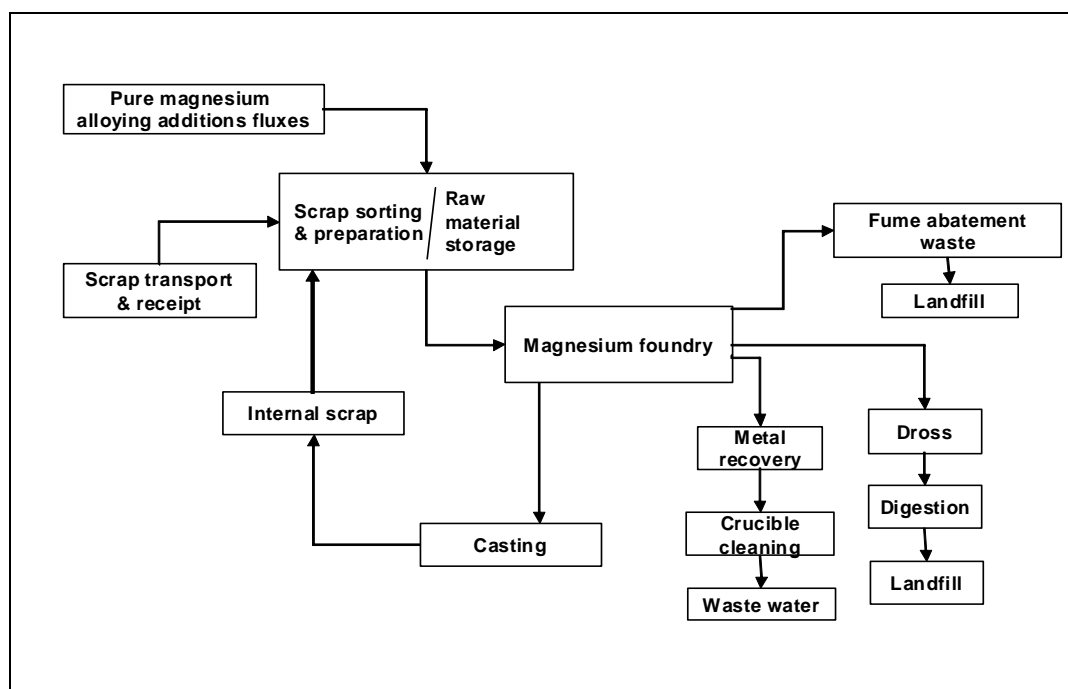 Pure magnesium
alloying additions fluxes
Scrap sorting
& preparation
Raw
material
storage
Fume abatement
waste
Scrap transport
& receipt
Landfill
Magnesium foundry
Internal scrap
Metal
recovery
Dross
Digestion
Casting
Crucible
cleaning
Landfill
Waste water